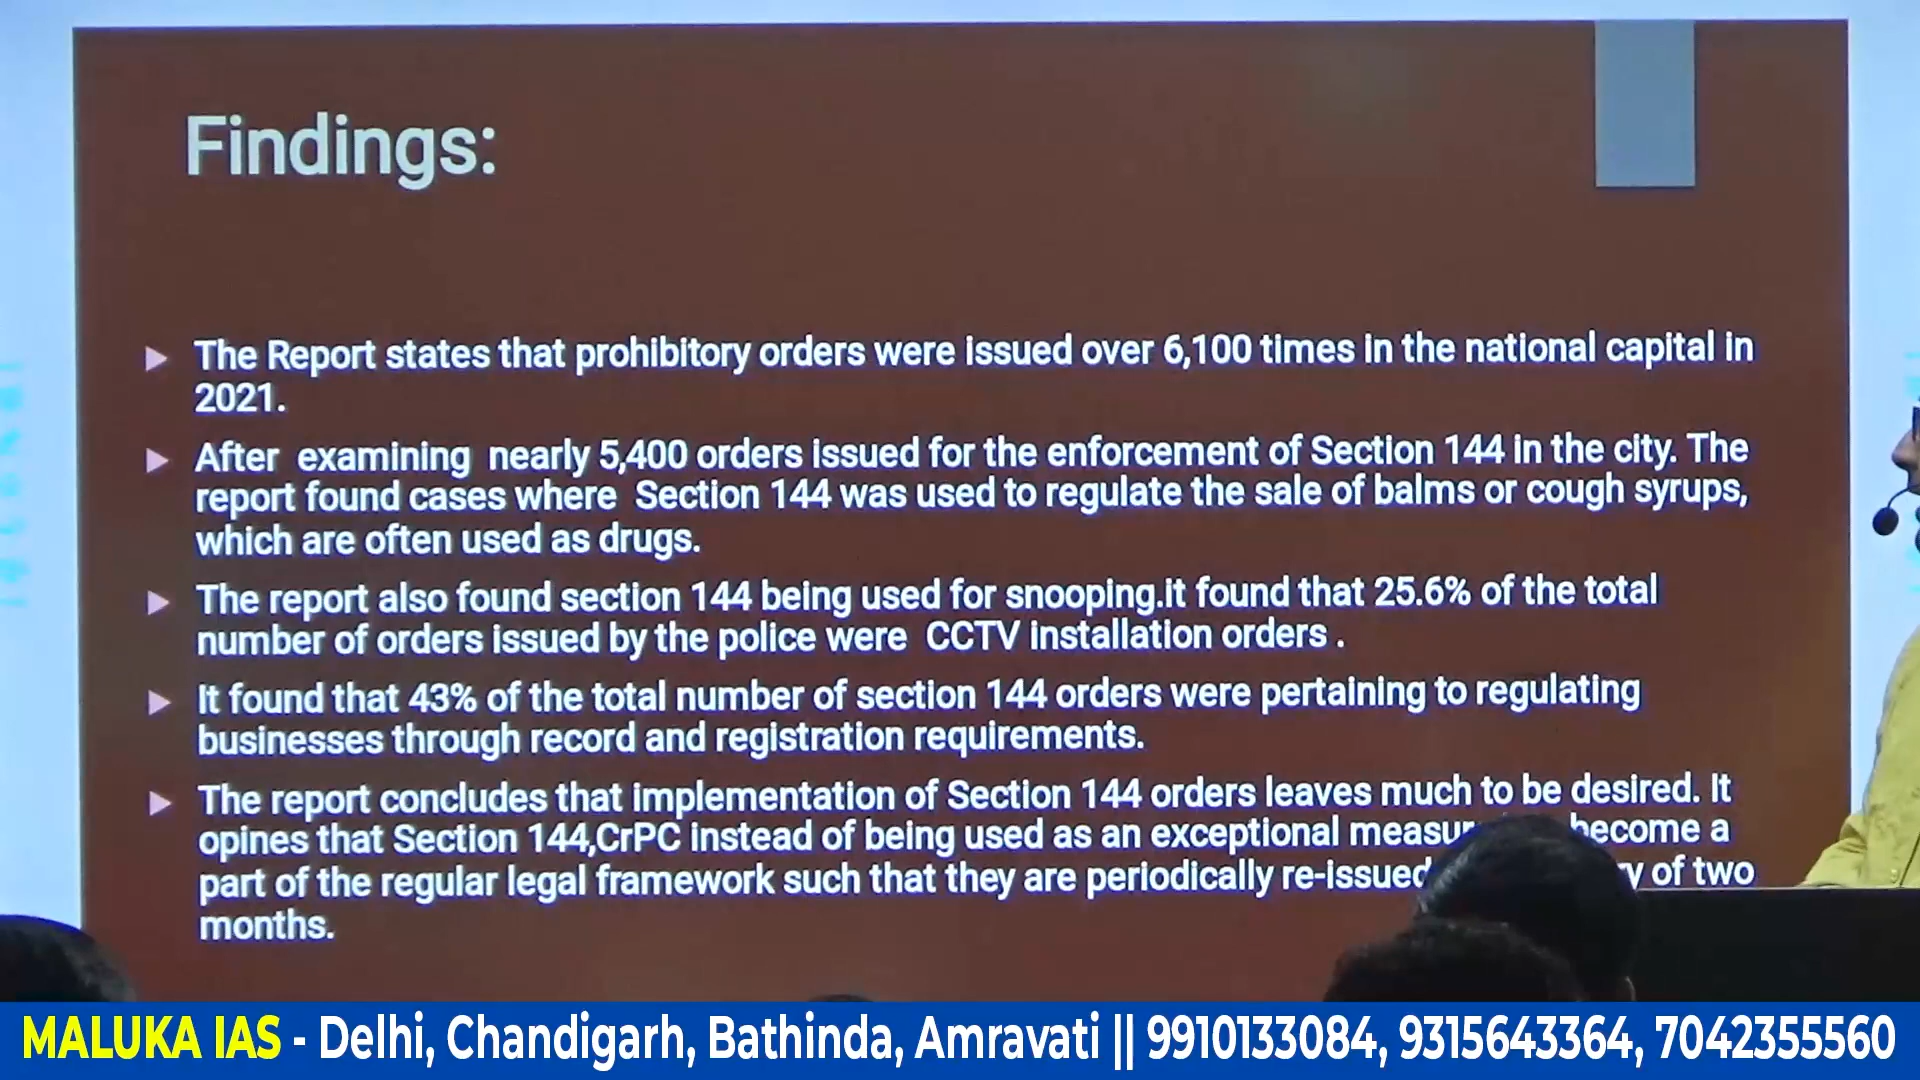 Findings:
The Report states that prohibitory orders were issued over 6,100 times in the national capital in
2021.
After examining nearly 5,400 orders issued for the enforcement of Section 144 in the city. The
report found cases where Section 144 was used to regulate the sale of balms or cough syrups,
which are often used as drugs.
The report also found section 144 being used for snooping.it found that 25.6% of the total
number of orders issued by the police were CCTV installation orders .
It found that 43% of the total number of section 144 orders were pertaining to regulating
businesses through record and registration requirements.
The report concludes that implementation of Section 144 orders leaves much to be desired. It
opines that Section 144,CrPC instead of being used as an exceptional become a
part of the regular legal framework such that they are periodically re-issued of two
months.
MALUKA IAS - Delhi, Chandigarh, Bathinda, Amravati || 9910133084, 9315643364, 7042355560